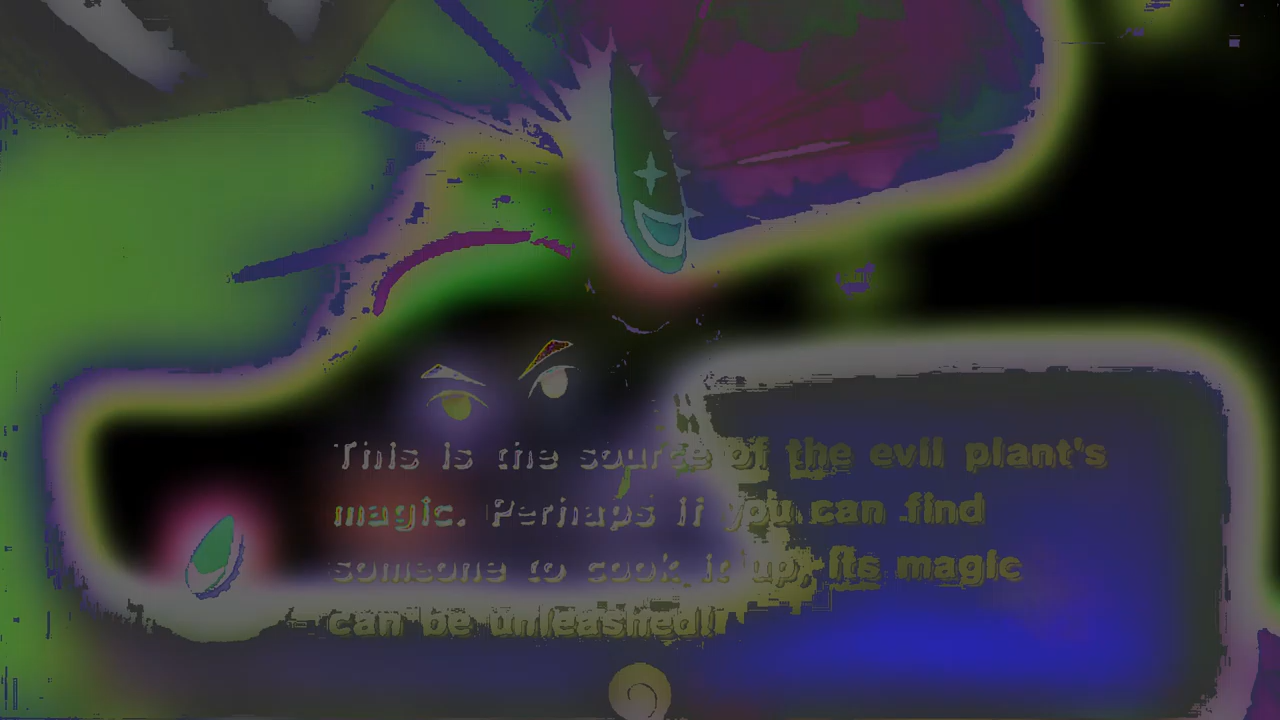 This is the source of the evil plant's
magic. Perhaps if you can find
someone to cook it up, its magic
can be unleashed!